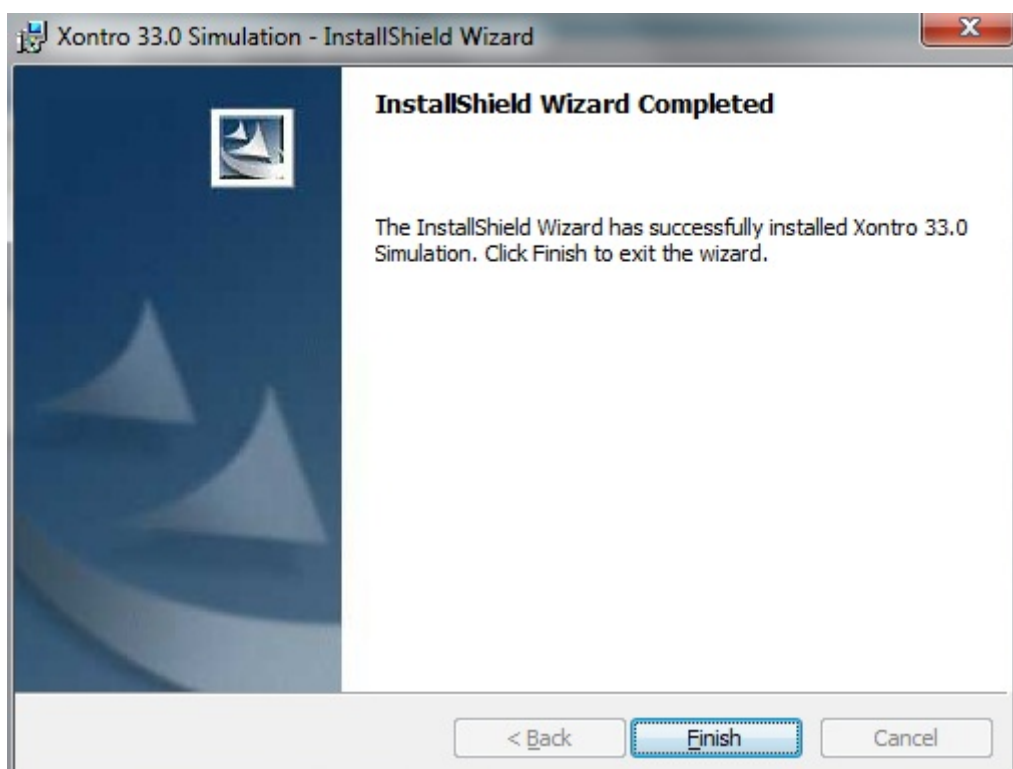 Xontro 33.0 Simulation - InstallShield Wizard
InstallShield Wizard Completed
The InstallShield Wizard has successfully installed Xontro 33.0
Simulation. Click Finish to exit the wizard.
< Back
Finish
Cancel